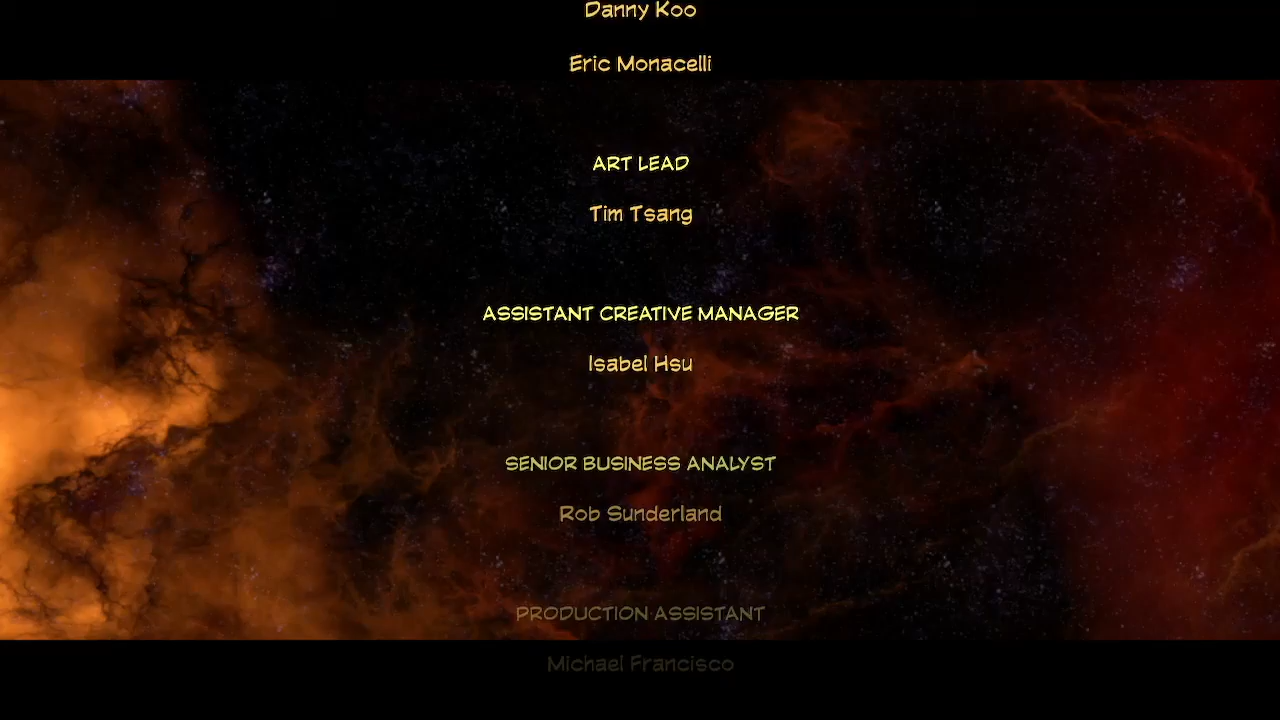 Danny Koo
Eric Monacelli
ART LEAD
Tim Tsang
ASSISTANT CREATIVE MANAGER
Isabel Hsu
SENIOR BUSINESS ANALYST
Rob Sunderland
PRODUCTION ASSISTANT
Michael Francisco